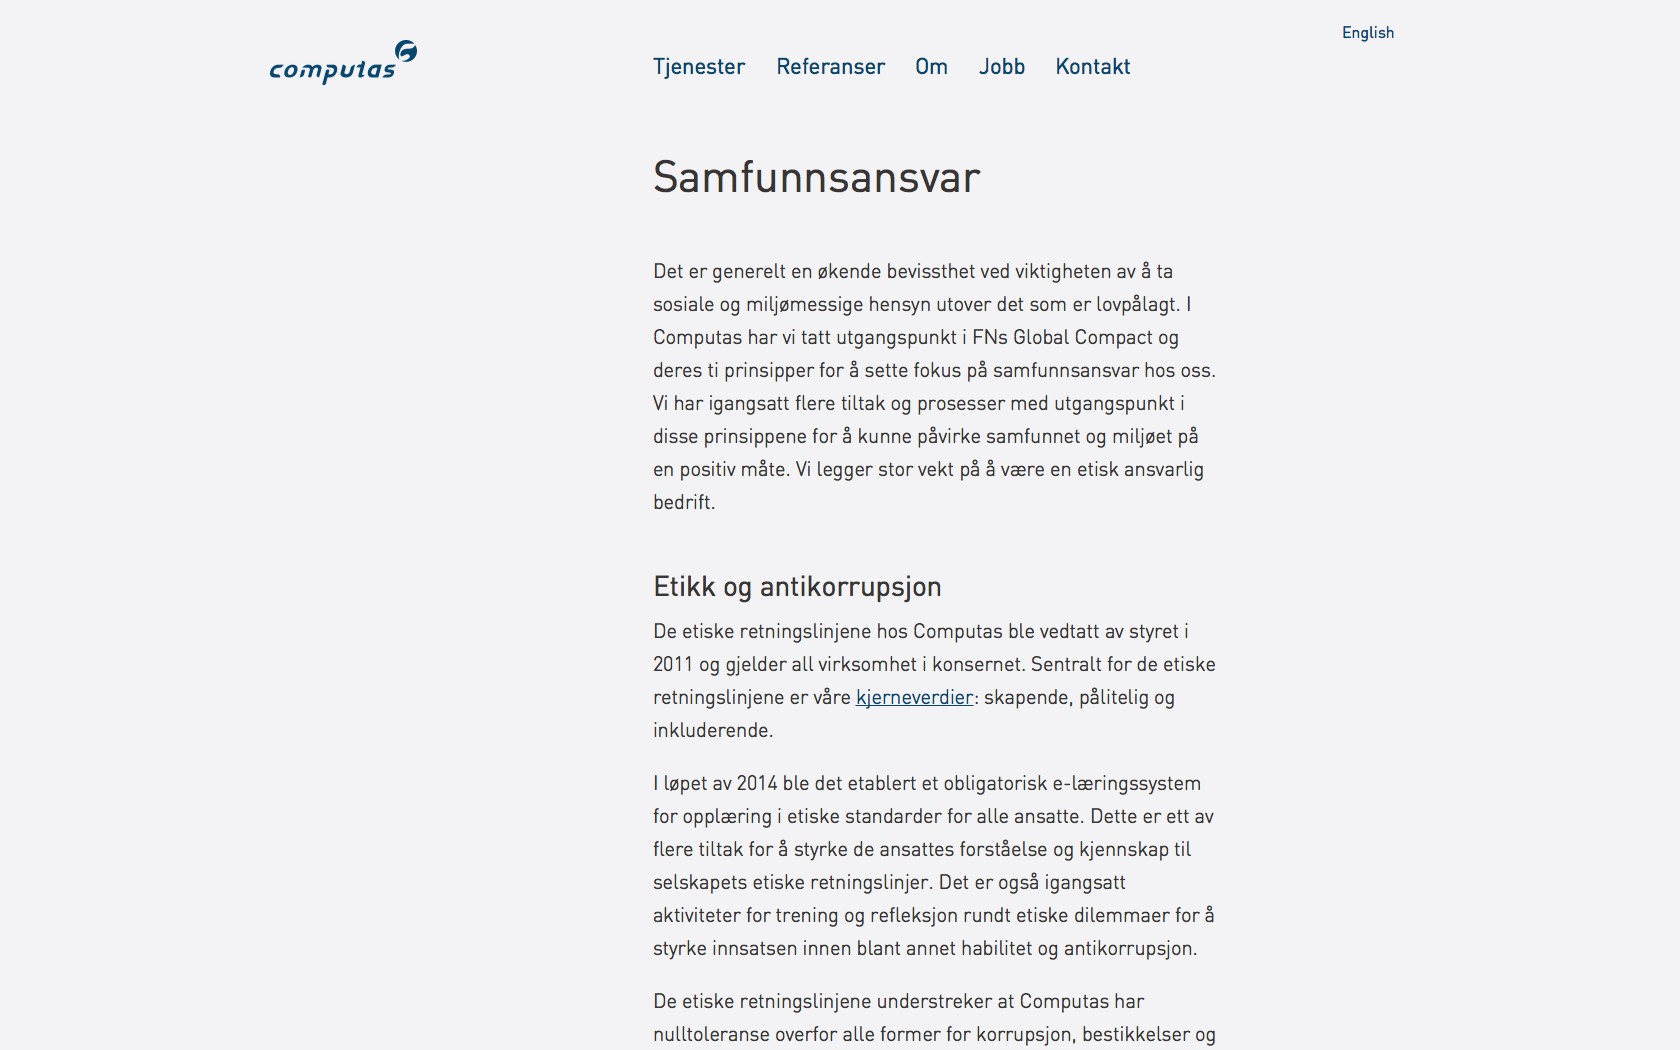 English
computas
Tjenester Referanser Om Jobb Kontakt
Samfunnsansvar
Det er generelt en økende bevissthet ved viktigheten av å ta
sosiale og miljømessige hensyn utover det som er lovpålagt. I
Computas har vi tatt utgangspunkt i FNs Global Compact og
deres ti prinsipper for å sette fokus på samfunnsansvar hos oss.
Vi har igangsatt flere tiltak og prosesser med utgangspunkt i
disse prinsippene for å kunne påvirke samfunnet og miljøet på
en positiv måte. Vi legger stor vekt på å være en etisk ansvarlig
bedrift.
Etikk og antikorrupsjon
De etiske retningslinjene hos Computas ble vedtatt av styret i
2011 og gjelder all virksomhet i konsernet. Sentralt for de etiske
retningslinjene er våre kjerneverdier: skapende, pålitelig og
inkluderende.
I løpet av 2014 ble det etablert et obligatorisk e-læringssystem
for opplæring i etiske standarder for alle ansatte. Dette er ett av
flere tiltak for å styrke de ansattes forståelse og kjennskap til
selskapets etiske retningslinjer. Det er også igangsatt
aktiviteter for trening og refleksjon rundt etiske dilemmaer for å
styrke innsatsen innen blant annet habilitet og antikorrupsjon.
De etiske retningslinjene understreker at Computas har
nulltoleranse overfor alle former for korrupsjon, bestikkelser og